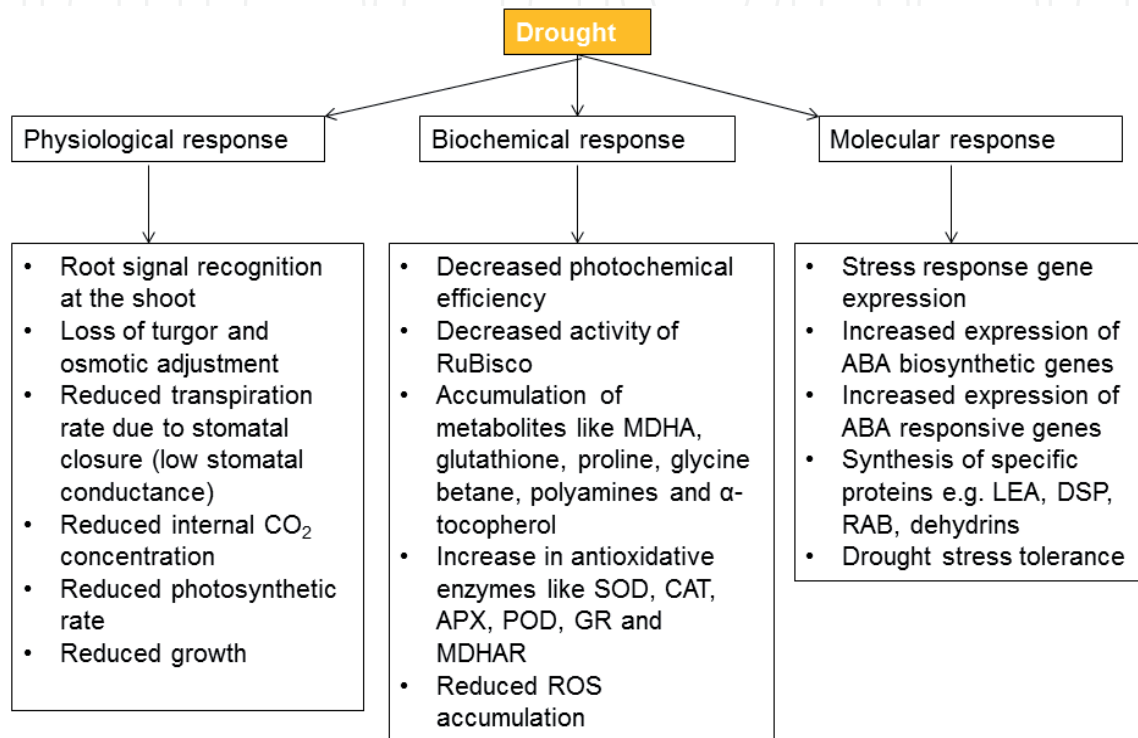 Drought
Physiological response
Biochemical response
Molecular response
• Root signal recognition
at the shoot
• Loss of turgor and
osmotic adjustment
• Reduced transpiration
rate due to stomatal
closure (low stomatal
conductance)
• Reduced internal CO₂
concentration
• Reduced photosynthetic
rate
• Reduced growth
• Decreased photochemical
efficiency
• Decreased activity of
RuBisco
• Accumulation of
metabolites like MDHA,
glutathione, proline, glycine
betane, polyamines and α-
tocopherol
• Increase in antioxidative
enzymes like SOD, CAT,
APX, POD, GR and
MDHAR
• Reduced ROS
accumulation
• Stress response gene
expression
• Increased expression of
ABA biosynthetic genes
• Increased expression of
ABA responsive genes
• Synthesis of specific
proteins e.g. LEA, DSP,
RAB, dehydrins
• Drought stress tolerance